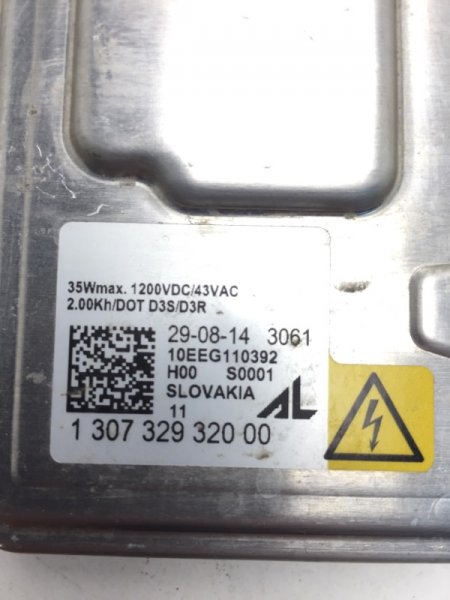 35Wmax. 1200VDC/43VAC
2.00Kh/DOT D3S/D3R
29-08-14 3061
10EEG110392
H00 S0001
SLOVAKIA
11
AL
1 307 329 320 00